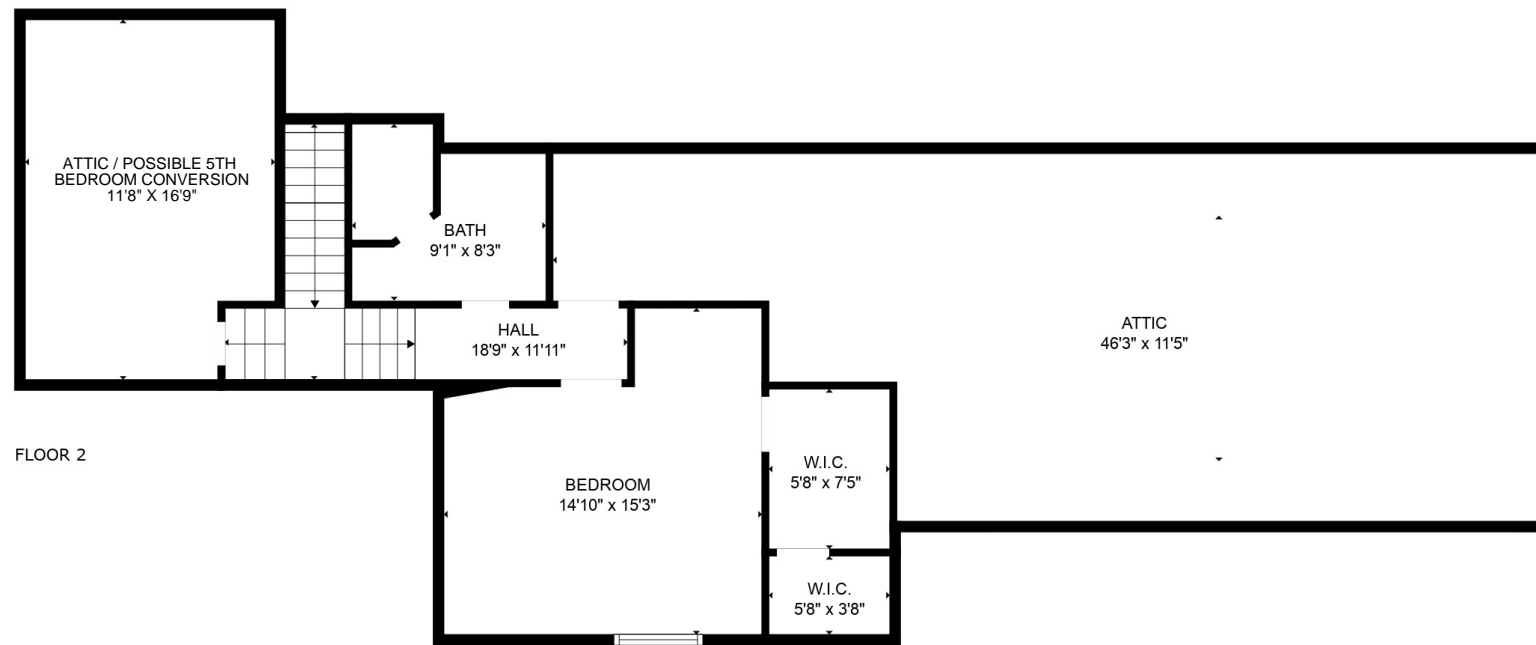 ATTIC / POSSIBLE 5TH
BEDROOM CONVERSION
11'8" X 16'9"
BATH
9'1" x 8'3"
HALL
18'9" x 11'11"
ATTIC
46'3" x 11'5"
FLOOR 2
BEDROOM
14'10" x 15'3"
W.I.C.
5'8" x 7'5"
W.I.C.
5'8" x 3'8"